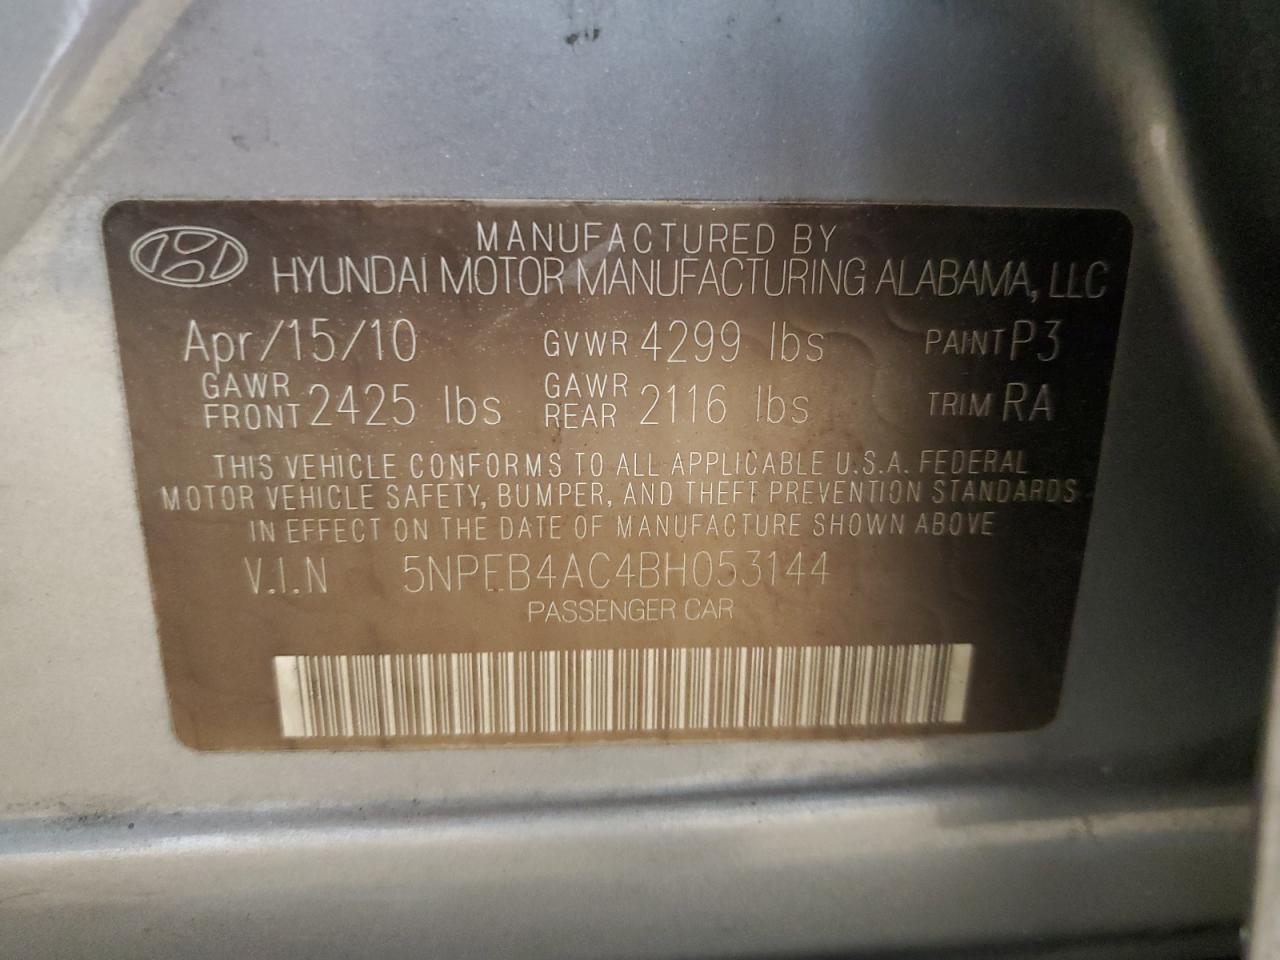 MANUFACTURED BY
HYUNDAI MOTOR MANUFACTURING ALABAMA, LLC
Apr/15/10 GVWR 4299 lbs PAINT P3
GAWR FRONT 2425 lbs GAWR REAR 2116 lbs TRIM RA
THIS VEHICLE CONFORMS TO ALL APPLICABLE U.S.A. FEDERAL
MOTOR VEHICLE SAFETY, BUMPER, AND THEFT PREVENTION STANDARDS
IN EFFECT ON THE DATE OF MANUFACTURE SHOWN ABOVE
V.I.N 5NPEB4AC4BH053144
PASSENGER CAR